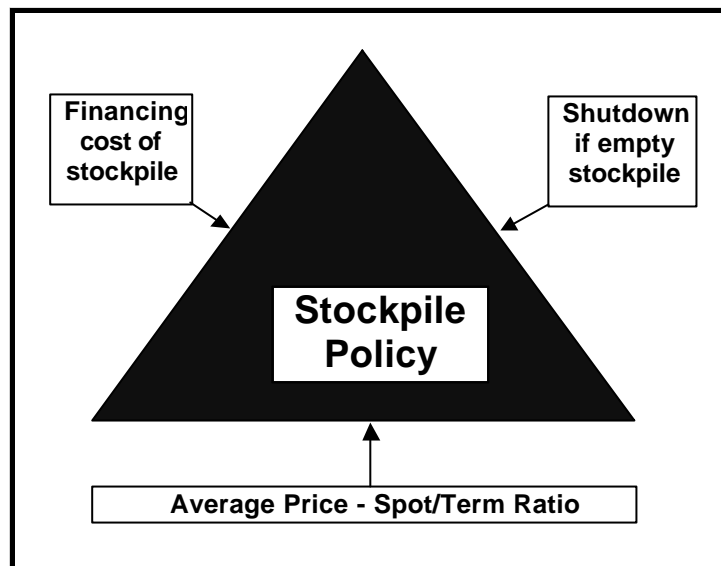 Financing
cost of
stockpile
Shutdown
if empty
stockpile
Stockpile
Policy
Average Price - Spot/Term Ratio